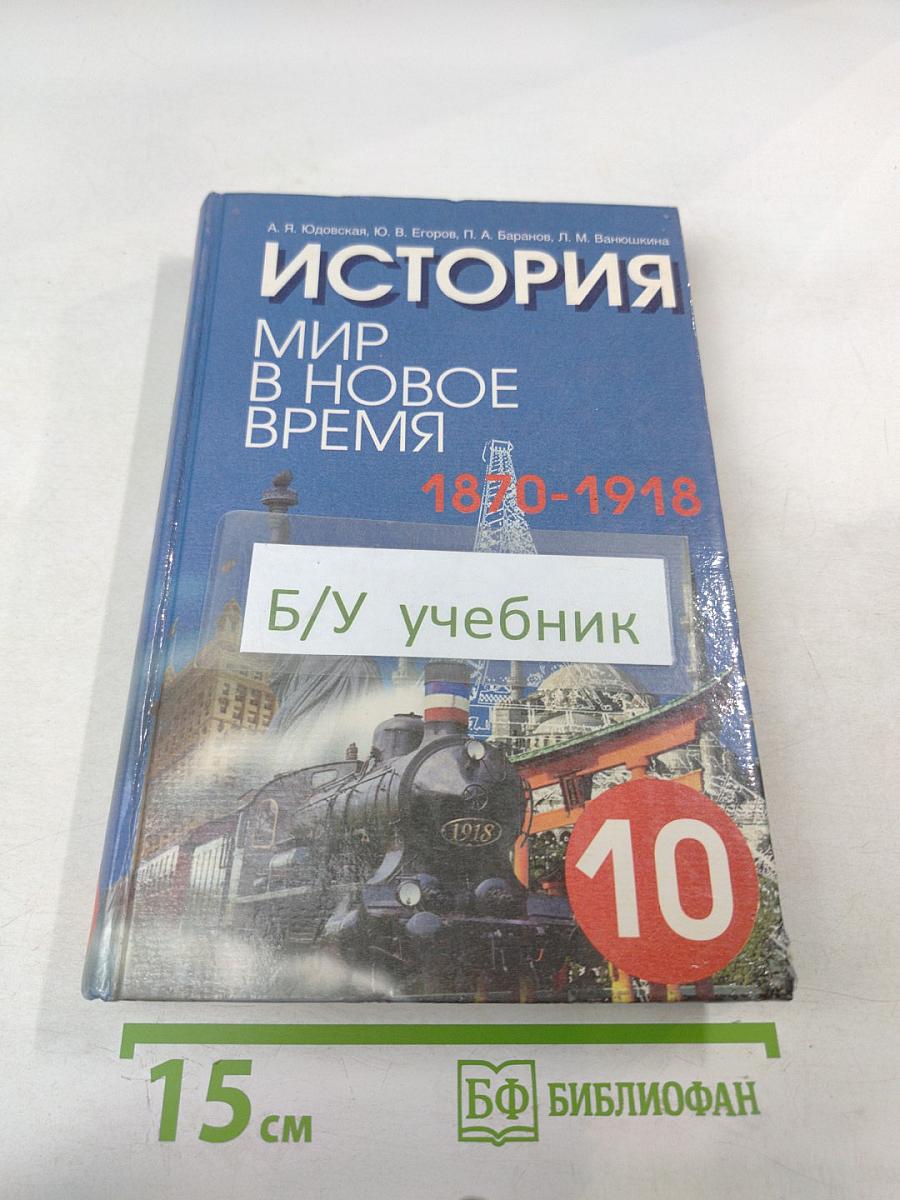 А. Я. Юдовская, Ю. В. Егоров, П. А. Баранов, Л. М. Ванюшкина
ИСТОРИЯ
МИР
В НОВОЕ
ВРЕМЯ
1870-1918
Б/У учебник
1918
10
15 см
БФ БИБЛИОФАН